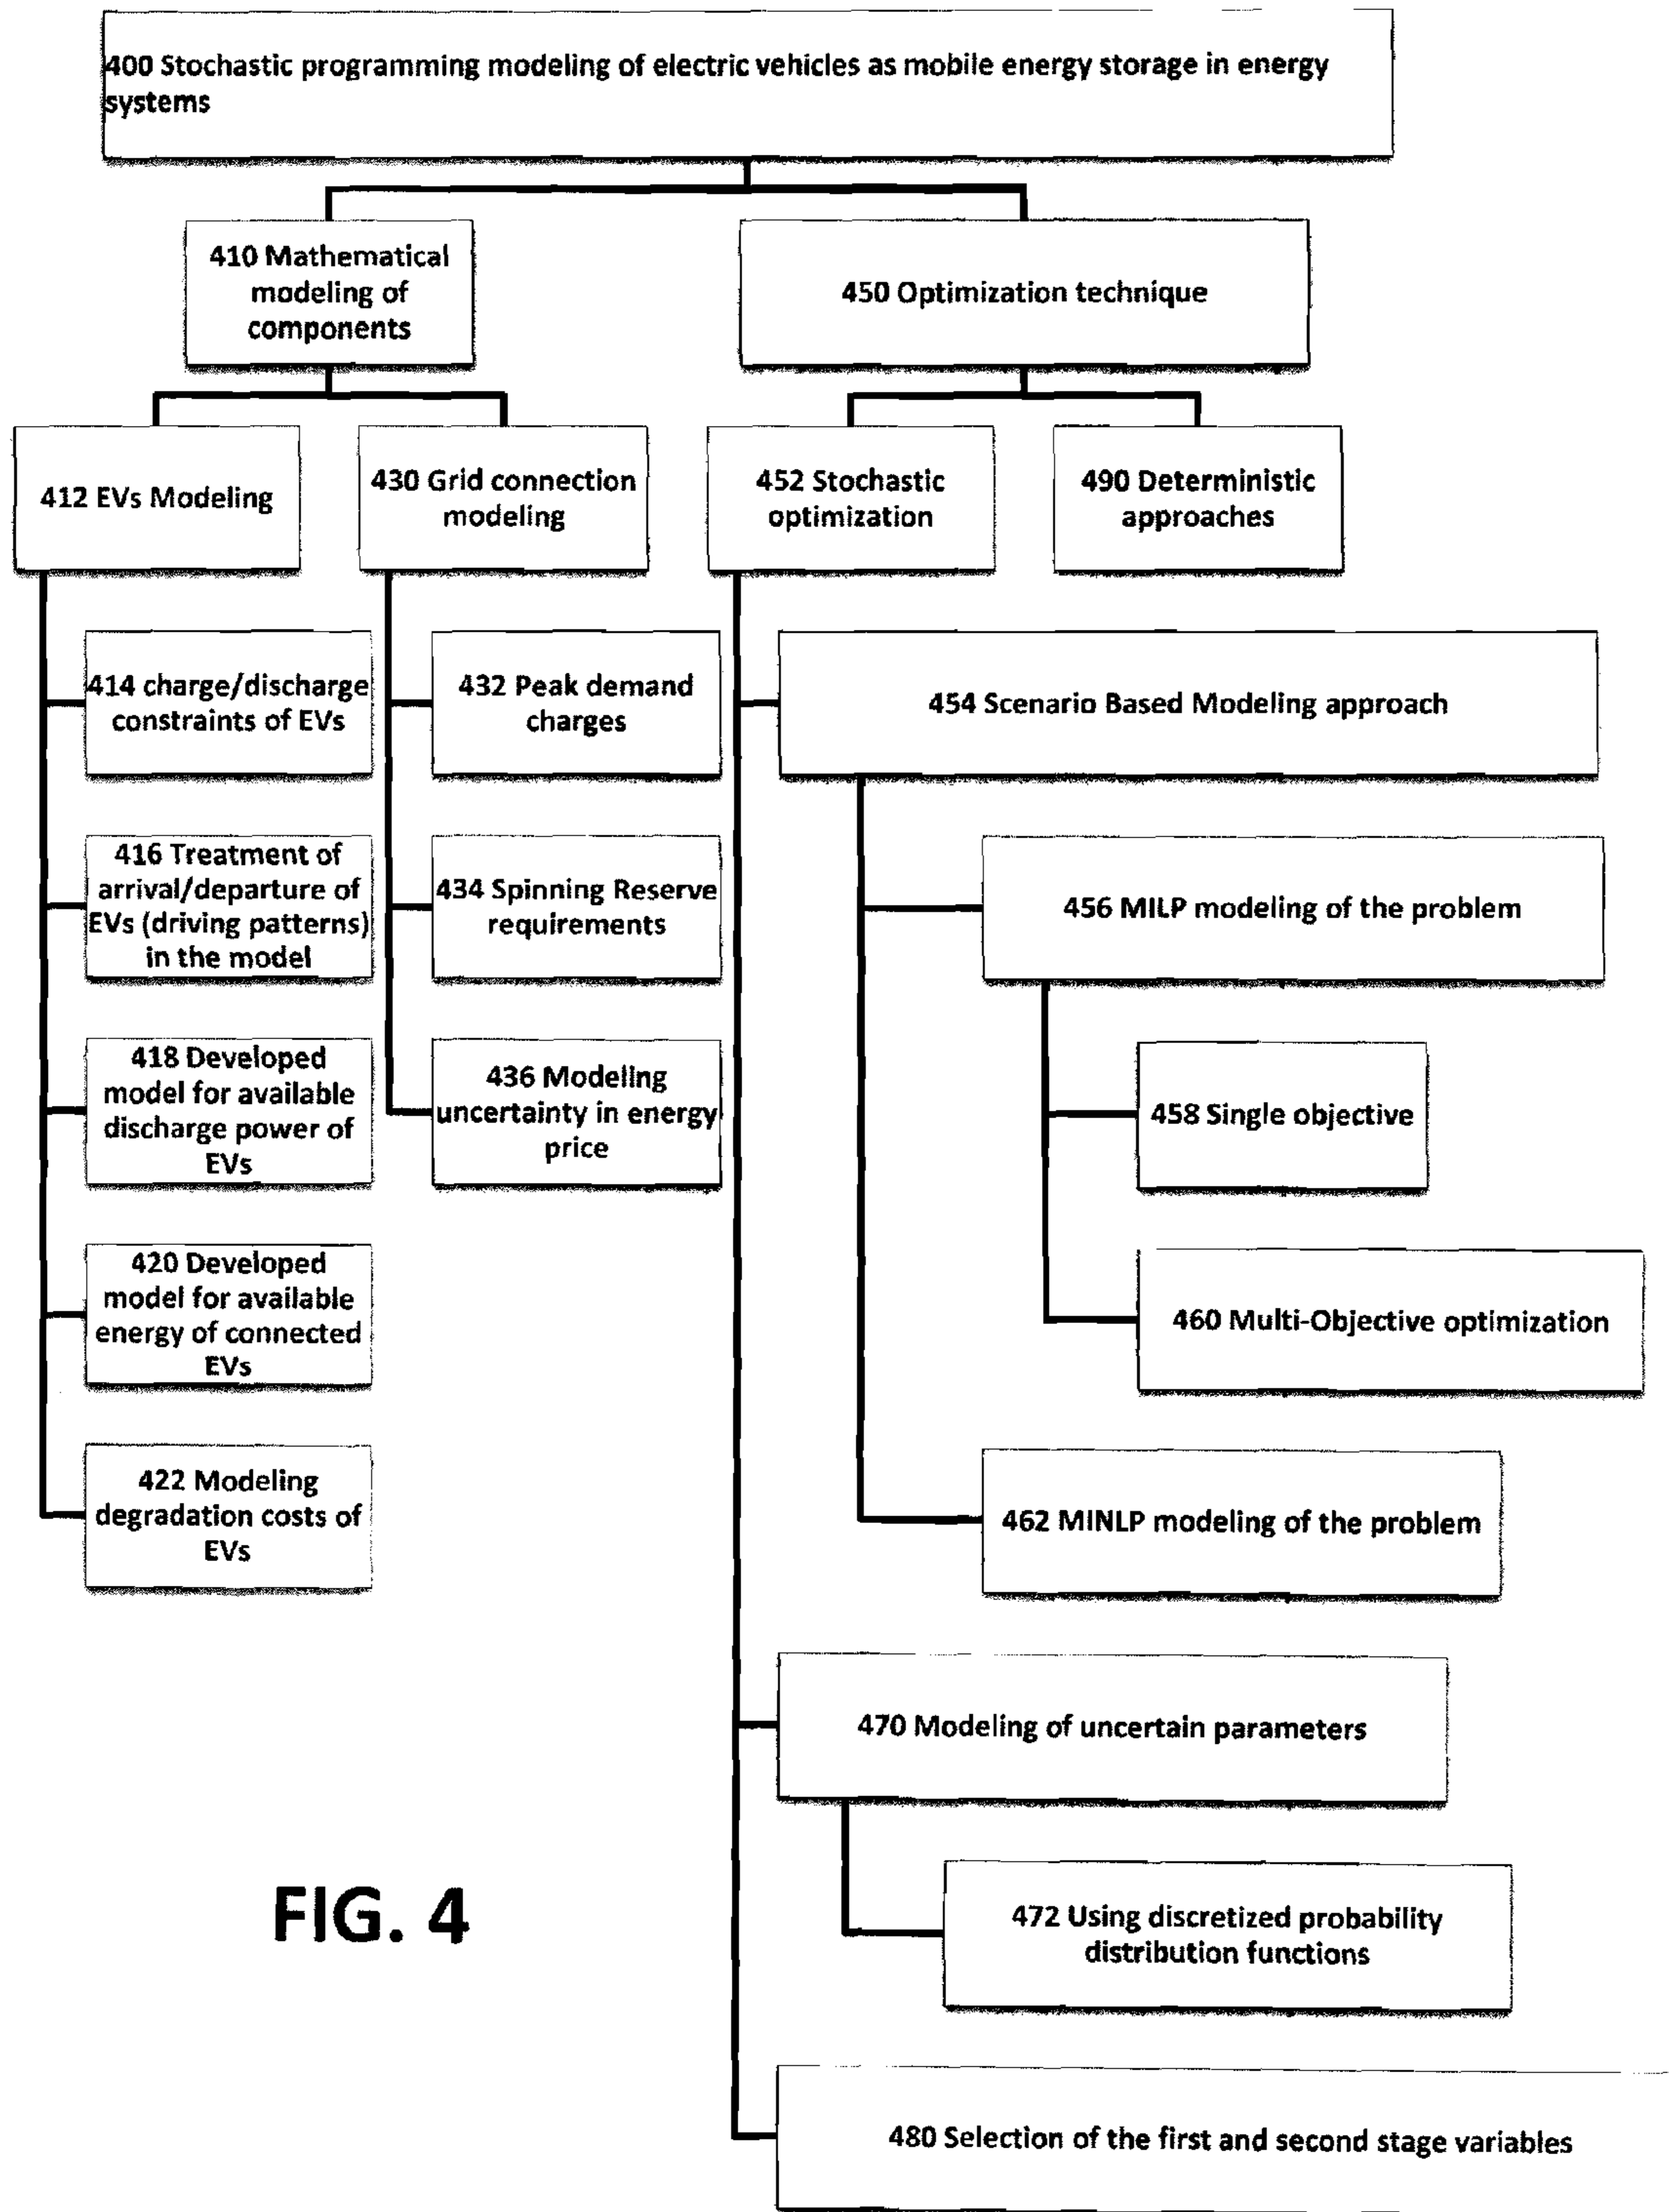 400 Stochastic programming modeling of electric vehicles as mobile energy storage in energy
systems
410 Mathematical
modeling of
components
450 Optimization technique
412 EVs Modeling
430 Grid connection
modeling
452 Stochastic
optimization
490 Deterministic
approaches
414 charge/discharge
constraints of EVs
432 Peak demand
charges
454 Scenario Based Modeling approach
416 Treatment of
arrival/departure of
EVs (driving patterns)
in the model
434 Spinning Reserve
requirements
456 MILP modeling of the problem
418 Developed
model for available
discharge power of
EVs
436 Modeling
uncertainty in energy
price
458 Single objective
420 Developed
model for available
energy of connected
EVs
460 Multi-Objective optimization
422 Modeling
degradation costs of
EVs
462 MINLP modeling of the problem
470 Modeling of uncertain parameters
472 Using discretized probability
distribution functions
FIG. 4
480 Selection of the first and second stage variables